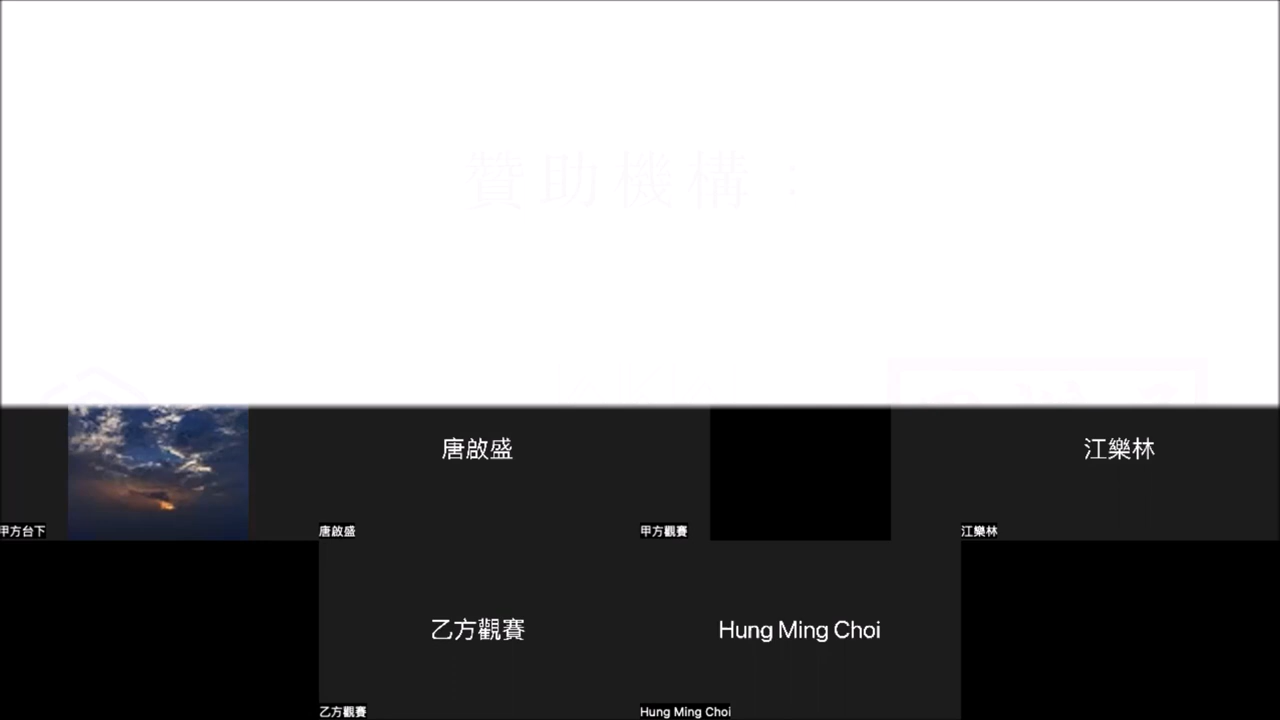 贊助機構：
唐啟盛
江樂林
甲方台下
唐啟盛
甲方觀賽
江樂林
乙方觀賽
Hung Ming Choi
乙方觀賽
Hung Ming Choi